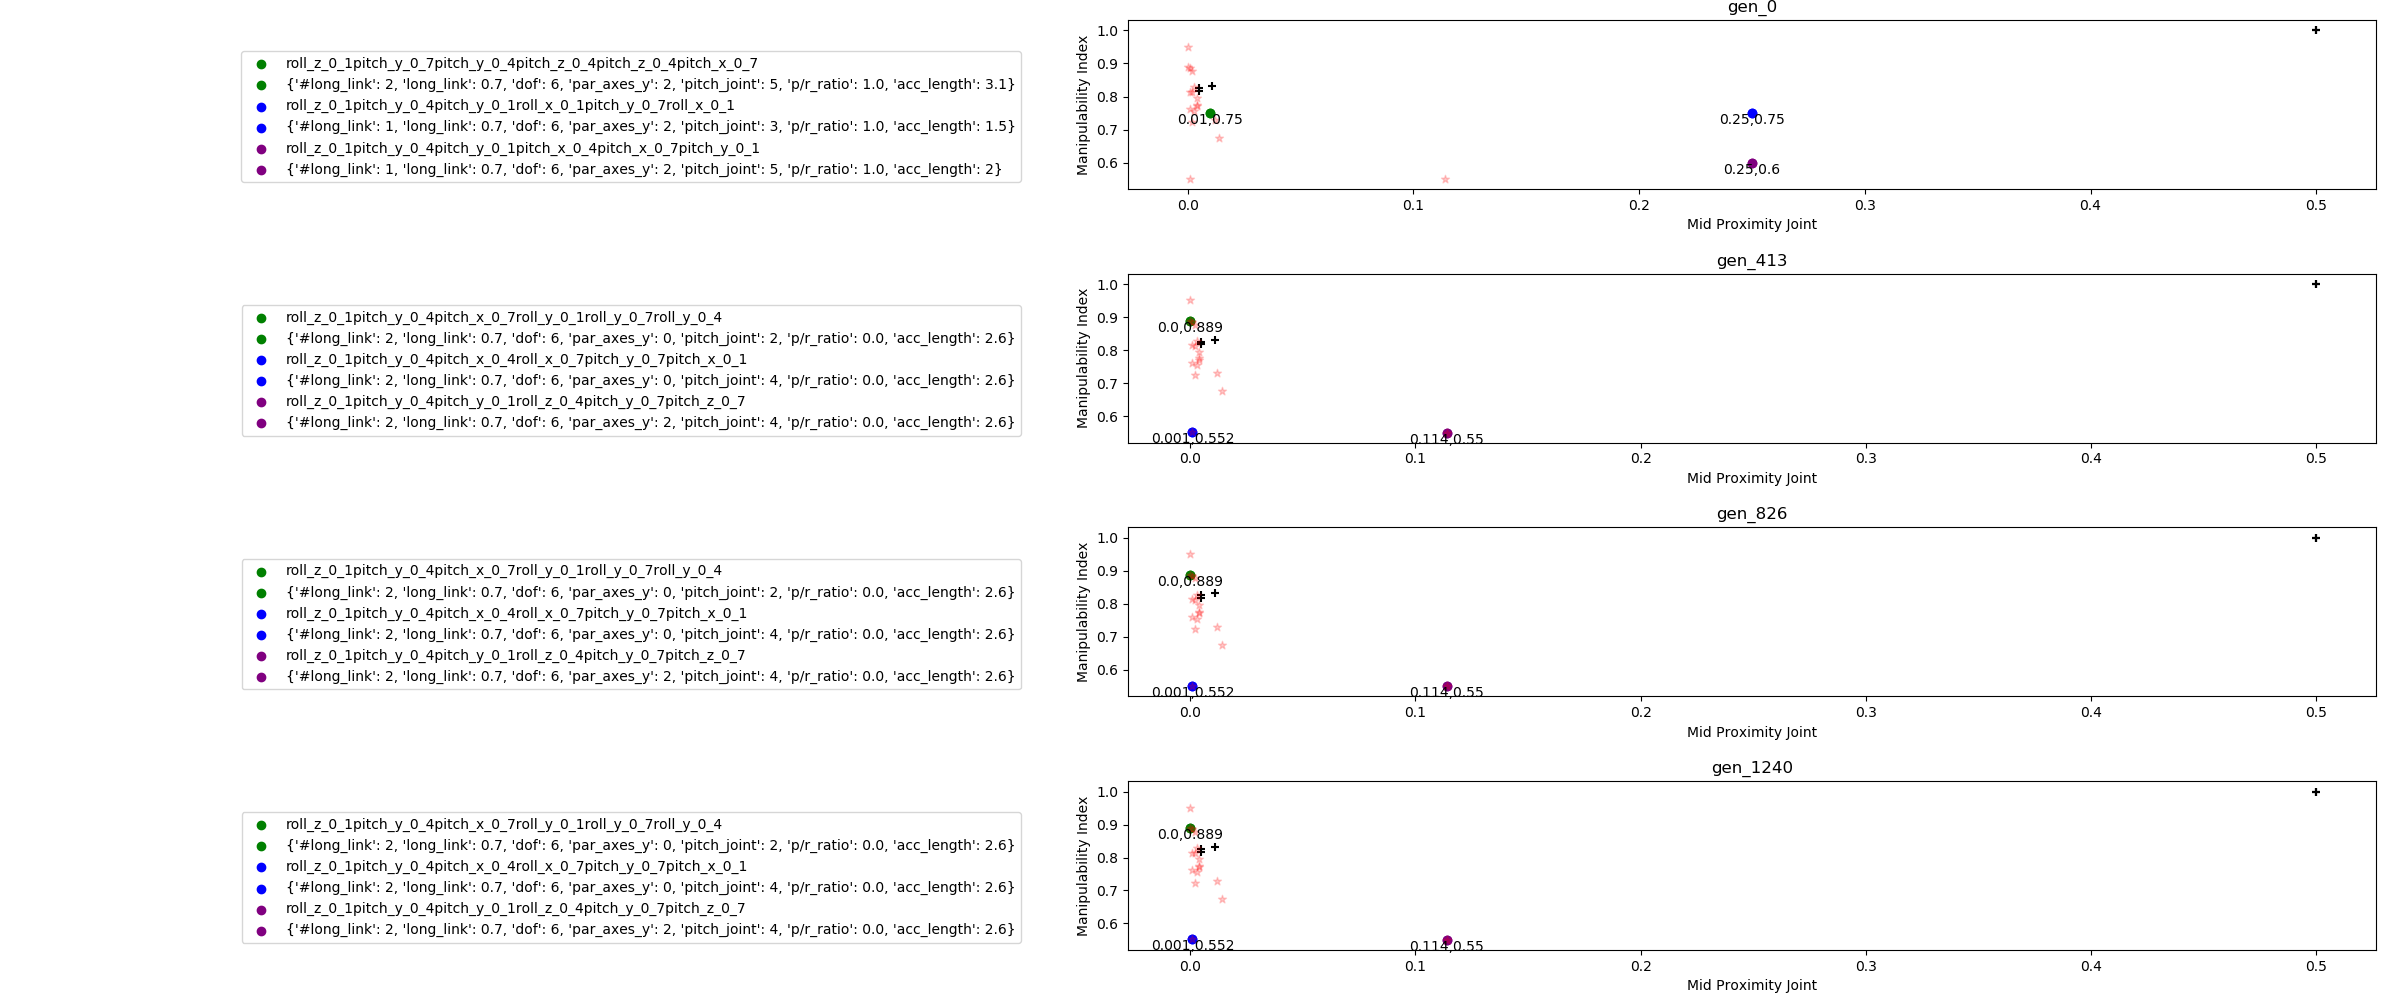 roll_z_0_1pitch_y_0_7pitch_y_0_4pitch_z_0_4pitch_z_0_4pitch_x_0_7
{'#long_link': 2, 'long_link': 0.7, 'dof': 6, 'par_axes_y': 2, 'pitch_joint': 5, 'p/r_ratio': 1.0, 'acc_length': 3.1}
roll_z_0_1pitch_y_0_4pitch_y_0_1roll_x_0_1pitch_y_0_7roll_x_0_1
{'#long_link': 1, 'long_link': 0.7, 'dof': 6, 'par_axes_y': 2, 'pitch_joint': 3, 'p/r_ratio': 1.0, 'acc_length': 1.5}
roll_z_0_1pitch_y_0_4pitch_y_0_1pitch_x_0_4pitch_x_0_7pitch_y_0_1
{'#long_link': 1, 'long_link': 0.7, 'dof': 6, 'par_axes_y': 2, 'pitch_joint': 5, 'p/r_ratio': 1.0, 'acc_length': 2}
gen_0
Manipulability Index
1.0
0.9
0.8
0.7
0.6
0.01,0.75
0.25,0.75
0.25,0.6
0.0 0.1 0.2 0.3 0.4 0.5
Mid Proximity Joint
roll_z_0_1pitch_y_0_4pitch_x_0_7roll_y_0_1roll_y_0_7roll_y_0_4
{'#long_link': 2, 'long_link': 0.7, 'dof': 6, 'par_axes_y': 0, 'pitch_joint': 2, 'p/r_ratio': 0.0, 'acc_length': 2.6}
roll_z_0_1pitch_y_0_4pitch_x_0_4roll_x_0_7pitch_y_0_7pitch_x_0_1
{'#long_link': 2, 'long_link': 0.7, 'dof': 6, 'par_axes_y': 0, 'pitch_joint': 4, 'p/r_ratio': 0.0, 'acc_length': 2.6}
roll_z_0_1pitch_y_0_4pitch_y_0_1roll_z_0_4pitch_y_0_7pitch_z_0_7
{'#long_link': 2, 'long_link': 0.7, 'dof': 6, 'par_axes_y': 2, 'pitch_joint': 4, 'p/r_ratio': 0.0, 'acc_length': 2.6}
gen_413
Manipulability Index
1.0
0.9
0.8
0.7
0.6
0.0,0.889
0.001,0.552
0.114,0.55
0.0 0.1 0.2 0.3 0.4 0.5
Mid Proximity Joint
roll_z_0_1pitch_y_0_4pitch_x_0_7roll_y_0_1roll_y_0_7roll_y_0_4
{'#long_link': 2, 'long_link': 0.7, 'dof': 6, 'par_axes_y': 0, 'pitch_joint': 2, 'p/r_ratio': 0.0, 'acc_length': 2.6}
roll_z_0_1pitch_y_0_4pitch_x_0_4roll_x_0_7pitch_y_0_7pitch_x_0_1
{'#long_link': 2, 'long_link': 0.7, 'dof': 6, 'par_axes_y': 0, 'pitch_joint': 4, 'p/r_ratio': 0.0, 'acc_length': 2.6}
roll_z_0_1pitch_y_0_4pitch_y_0_1roll_z_0_4pitch_y_0_7pitch_z_0_7
{'#long_link': 2, 'long_link': 0.7, 'dof': 6, 'par_axes_y': 2, 'pitch_joint': 4, 'p/r_ratio': 0.0, 'acc_length': 2.6}
gen_826
Manipulability Index
1.0
0.9
0.8
0.7
0.6
0.0,0.889
0.001,0.552
0.114,0.55
0.0 0.1 0.2 0.3 0.4 0.5
Mid Proximity Joint
roll_z_0_1pitch_y_0_4pitch_x_0_7roll_y_0_1roll_y_0_7roll_y_0_4
{'#long_link': 2, 'long_link': 0.7, 'dof': 6, 'par_axes_y': 0, 'pitch_joint': 2, 'p/r_ratio': 0.0, 'acc_length': 2.6}
roll_z_0_1pitch_y_0_4pitch_x_0_4roll_x_0_7pitch_y_0_7pitch_x_0_1
{'#long_link': 2, 'long_link': 0.7, 'dof': 6, 'par_axes_y': 0, 'pitch_joint': 4, 'p/r_ratio': 0.0, 'acc_length': 2.6}
roll_z_0_1pitch_y_0_4pitch_y_0_1roll_z_0_4pitch_y_0_7pitch_z_0_7
{'#long_link': 2, 'long_link': 0.7, 'dof': 6, 'par_axes_y': 2, 'pitch_joint': 4, 'p/r_ratio': 0.0, 'acc_length': 2.6}
gen_1240
Manipulability Index
1.0
0.9
0.8
0.7
0.6
0.0,0.889
0.001,0.552
0.114,0.55
0.0 0.1 0.2 0.3 0.4 0.5
Mid Proximity Joint